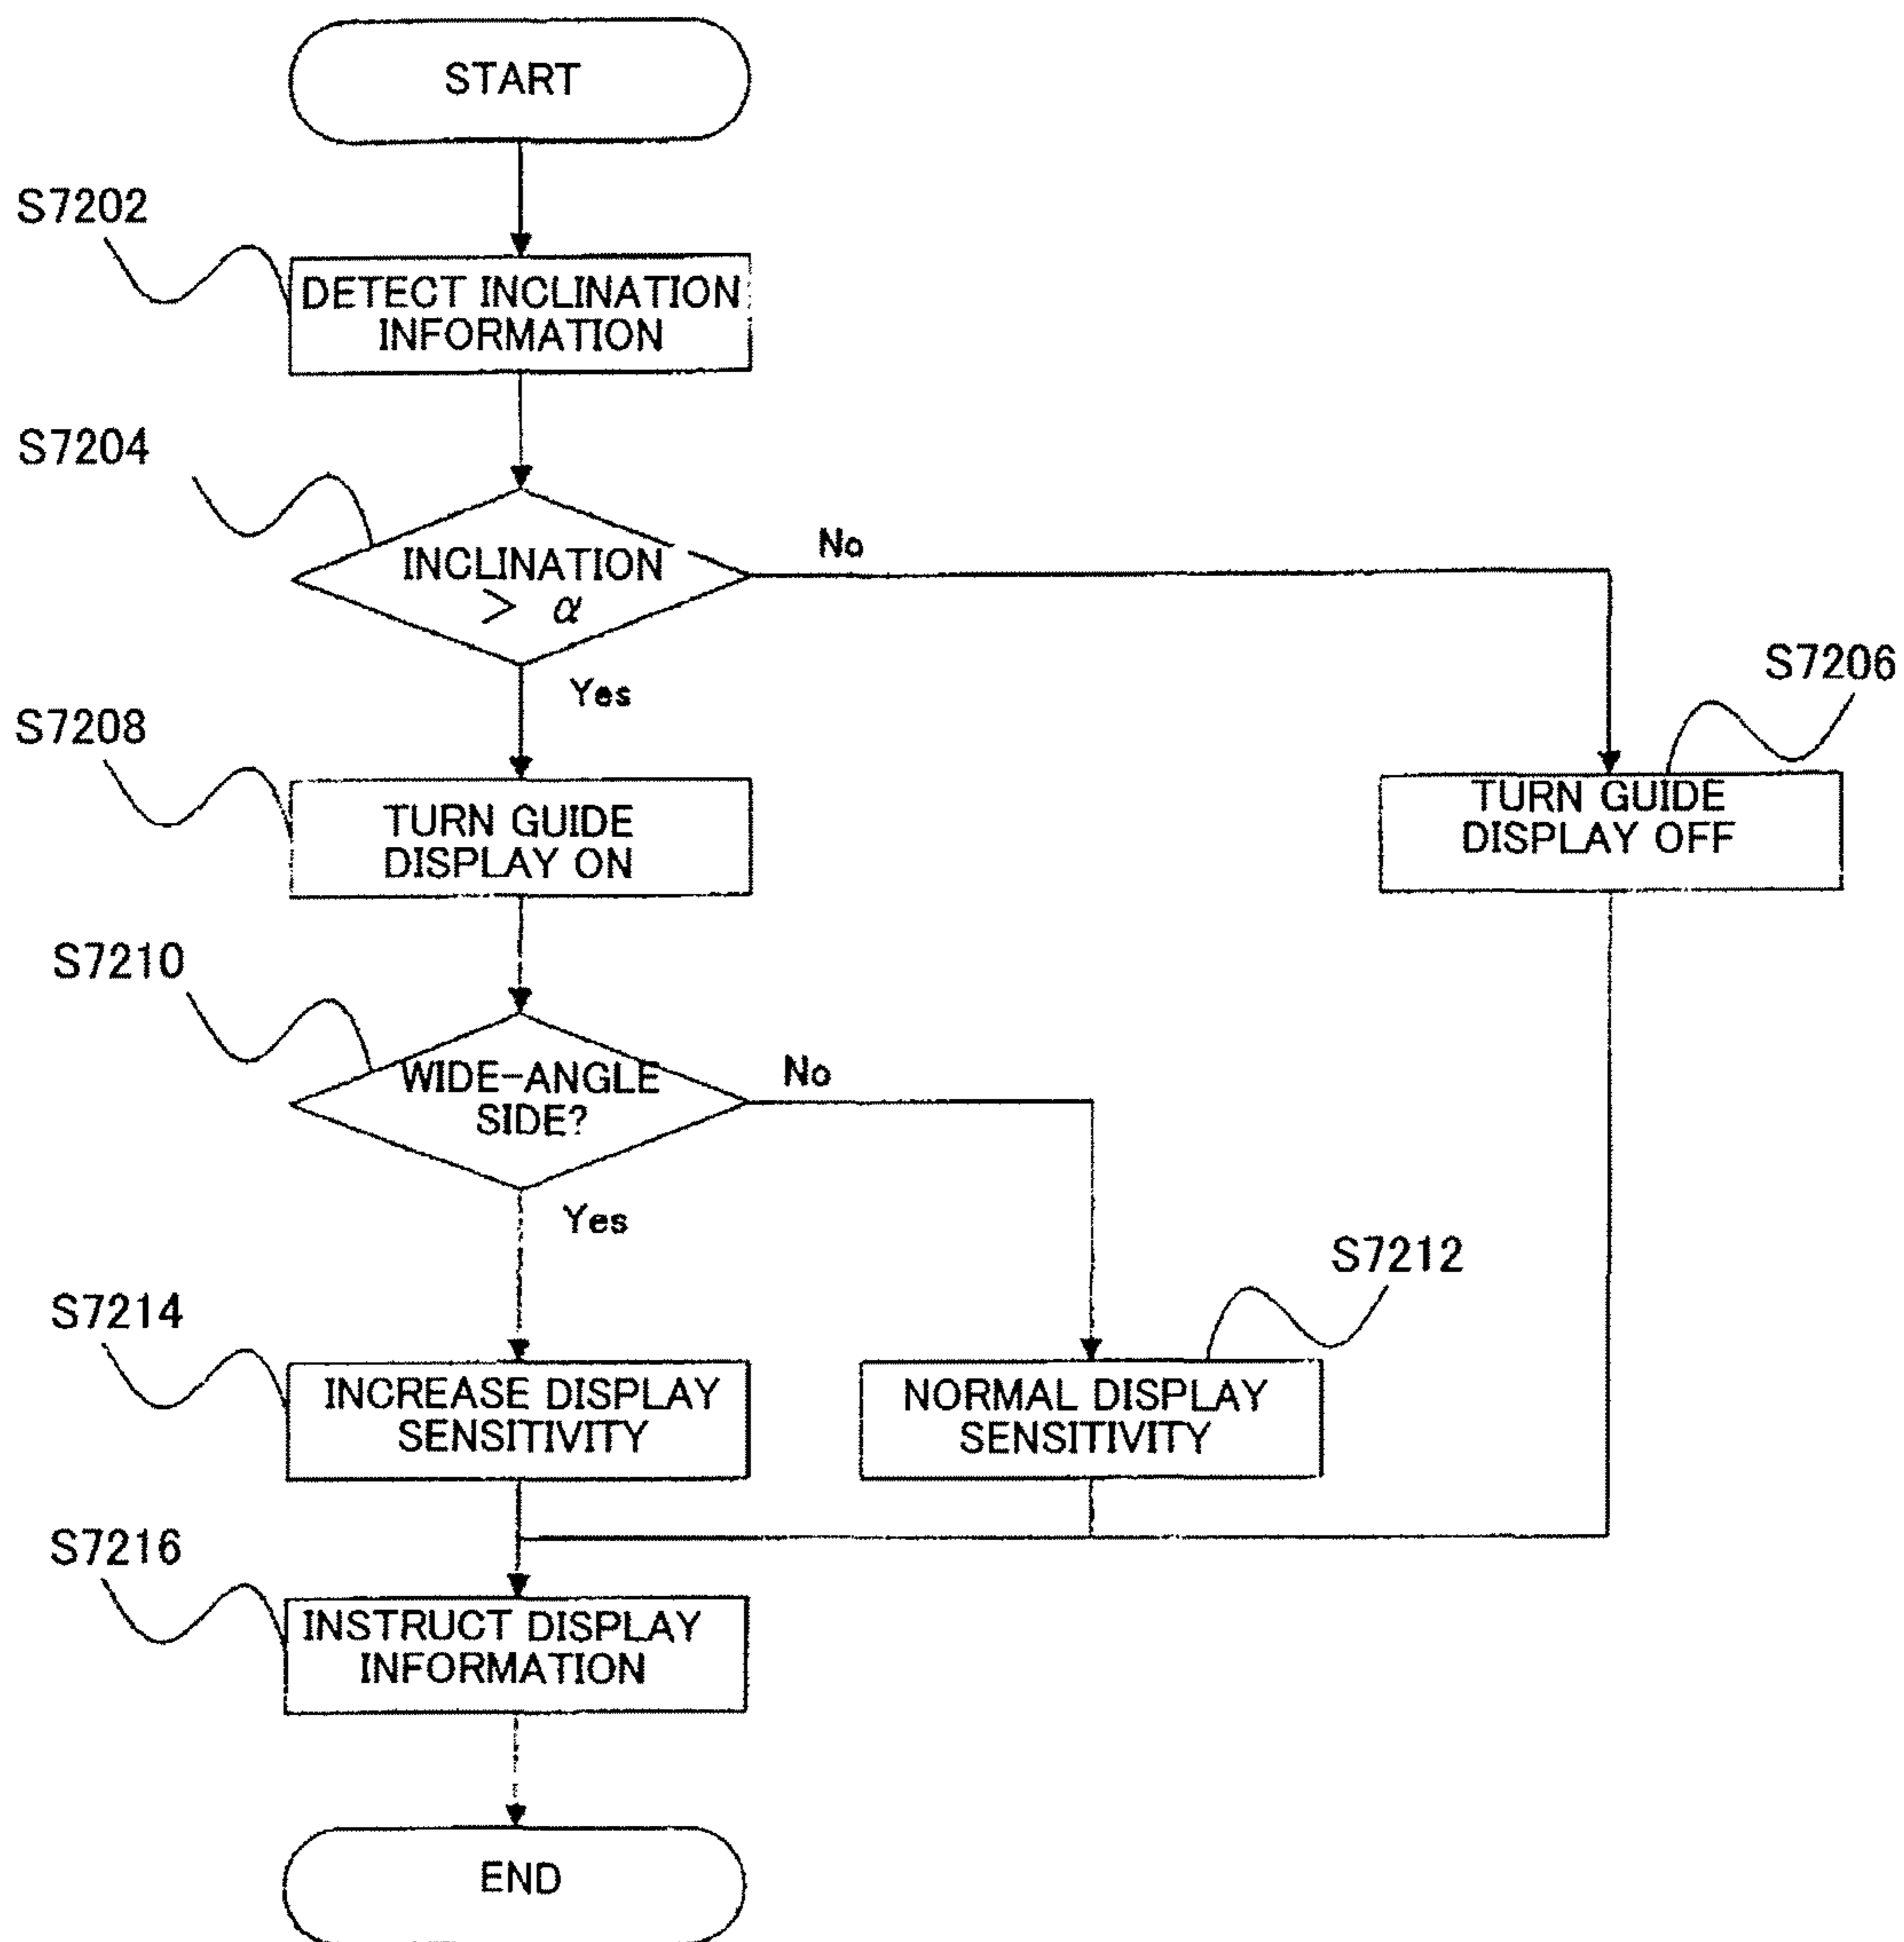 START
S7202
DETECT INCLINATION
INFORMATION
S7204
INCLINATION
> α
No
Yes
S7206
S7208
TURN GUIDE
DISPLAY ON
TURN GUIDE
DISPLAY OFF
S7210
WIDE-ANGLE
SIDE?
No
Yes
S7212
S7214
INCREASE DISPLAY
SENSITIVITY
NORMAL DISPLAY
SENSITIVITY
S7216
INSTRUCT DISPLAY
INFORMATION
END